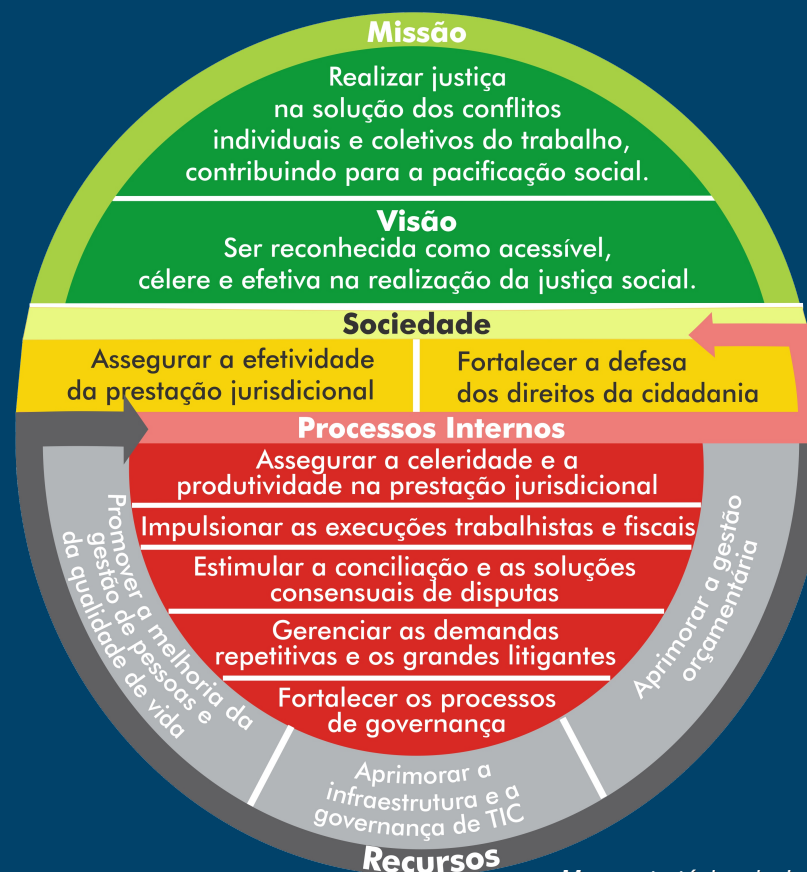 Missão
Realizar justiça
na solução dos conflitos
individuais e coletivos do trabalho,
contribuindo para a pacificação social.
Visão
Ser reconhecida como acessível,
célere e efetiva na realização da justiça social.
Sociedade
Assegurar a efetividade
da prestação jurisdicional
Fortalecer a defesa
dos direitos da cidadania
Processos Internos
Assegurar a celeridade e a
produtividade na prestação jurisdicional
Impulsionar as execuções trabalhistas e fiscais
Estimular a conciliação e as soluções
consensuais de disputas
Gerenciar as demandas
repetitivas e os grandes litigantes
Fortalecer os processos
de governança
Promover a melhoria da
gestão de pessoas e
da qualidade de vida
Aprimorar a
infraestrutura e a
governança de TIC
Aprimorar a gestão
orçamentária
Recursos